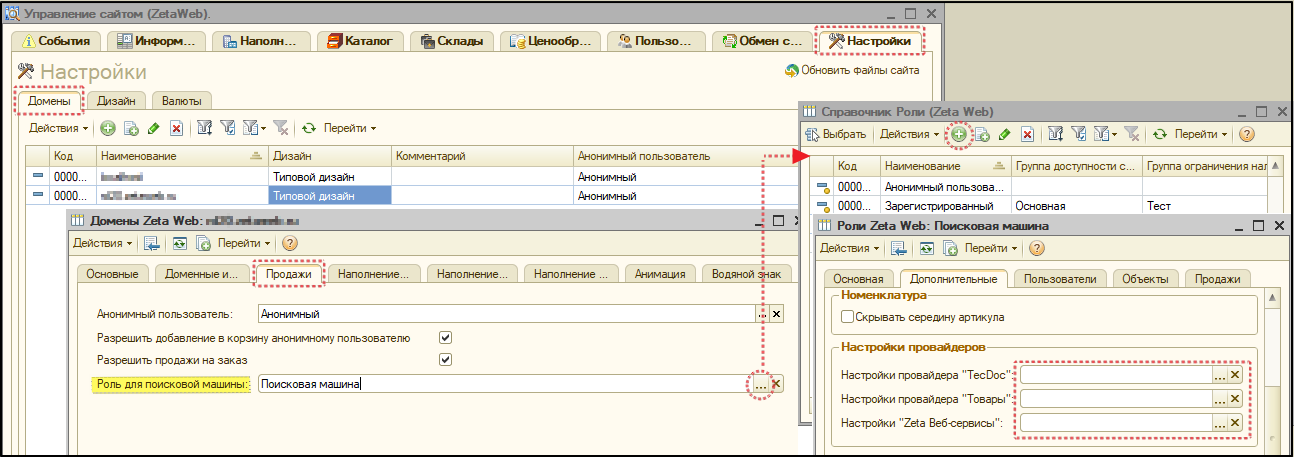 Управление сайтом (ZetaWeb).
События Информ... Наполн... Каталог Склады Ценообр... Пользо... Обмен с... Настройки
Настройки
Обновить файлы сайта
Домены Дизайн Валюты
Действия Перейти
Код Наименование Дизайн Комментарий Анонимный пользователь
0000... Типовой дизайн Анонимный
0000... Типовой дизайн Анонимный
Домены Zeta Web:
Действия Перейти
Основные Доменные и... Продажи Наполнение... Наполнение... Наполнение ... Анимация Водяной знак
Анонимный пользователь: Анонимный
Разрешить добавление в корзину анонимному пользователю
Разрешить продажи на заказ
Роль для поисковой машины: Поисковая машина
Справочник Роли (Zeta Web)
Выбрать Действия Перейти
Код Наименование Группа доступности с... Группа ограничения нал
0000... Анонимный пользова...
0000... Зарегистрированный Основная Тест
Роли Zeta Web: Поисковая машина
Действия Перейти
Основная Дополнительные Пользователи Объекты Продажи
Номенклатура
Скрывать середину артикула
Настройки провайдеров
Настройки провайдера "TecDoc":
Настройки провайдера "Товары":
Настройки "Zeta Веб-сервисы":